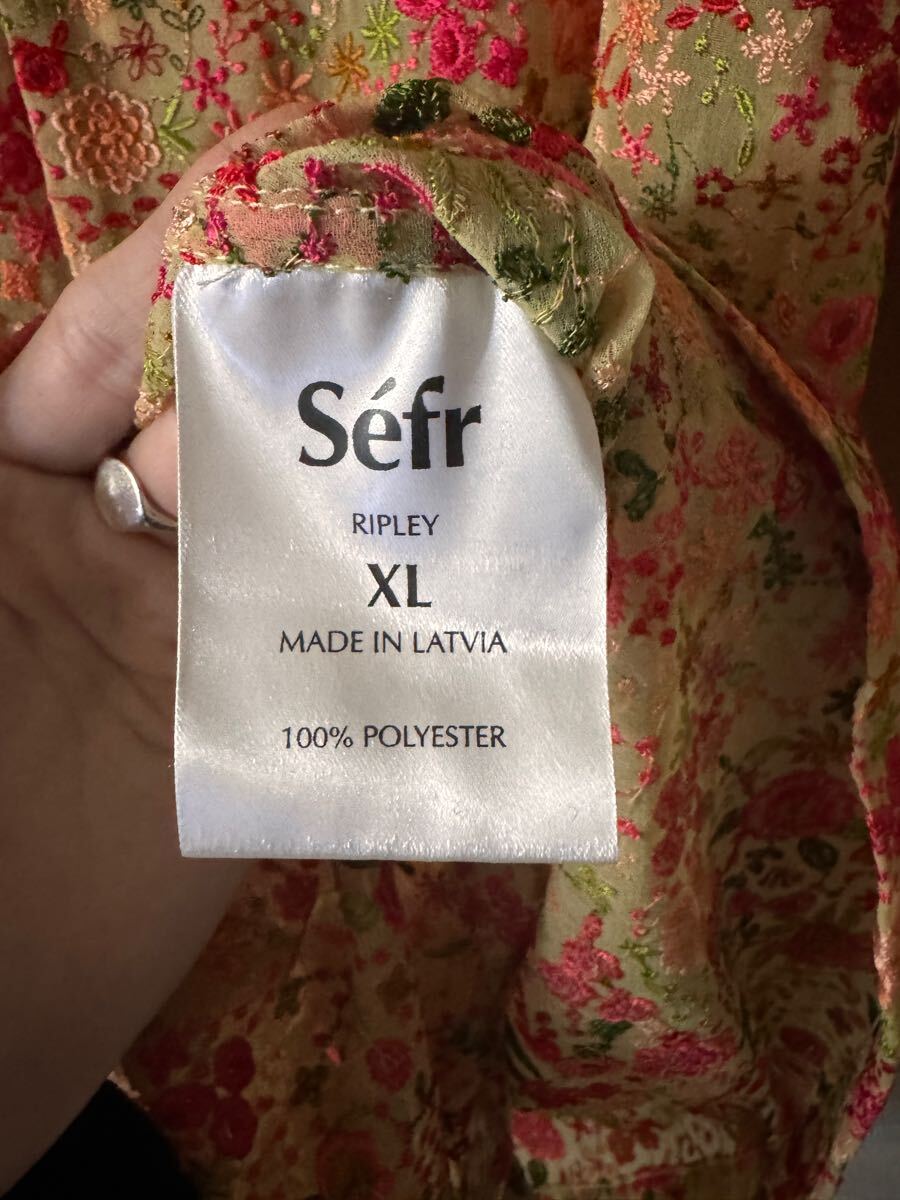 Séfr
RIPLEY
XL
MADE IN LATVIA
100% POLYESTER